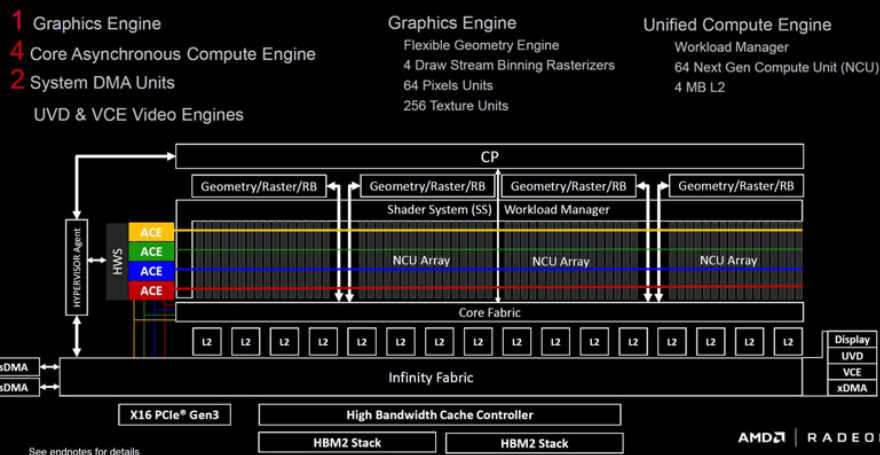 1 Graphics Engine
4 Core Asynchronous Compute Engine
2 System DMA Units
UVD & VCE Video Engines
Graphics Engine
Flexible Geometry Engine
4 Draw Stream Binning Rasterizers
64 Pixels Units
256 Texture Units
Unified Compute Engine
Workload Manager
64 Next Gen Compute Unit (NCU)
4 MB L2
CP
Geometry/Raster/RB
Geometry/Raster/RB
Geometry/Raster/RB
Geometry/Raster/RB
Shader System (SS) Workload Manager
HYPERVISOR Agent
HWS
ACE
ACE
ACE
ACE
NCU Array
NCU Array
NCU Array
Core Fabric
L2 L2 L2 L2 L2 L2 L2 L2 L2 L2 L2 L2 L2 L2 L2 L2
sDMA
sDMA
Infinity Fabric
Display
UVD
VCE
xDMA
X16 PCIe® Gen3
High Bandwidth Cache Controller
HBM2 Stack
HBM2 Stack
See endnotes for details
AMD RADEO